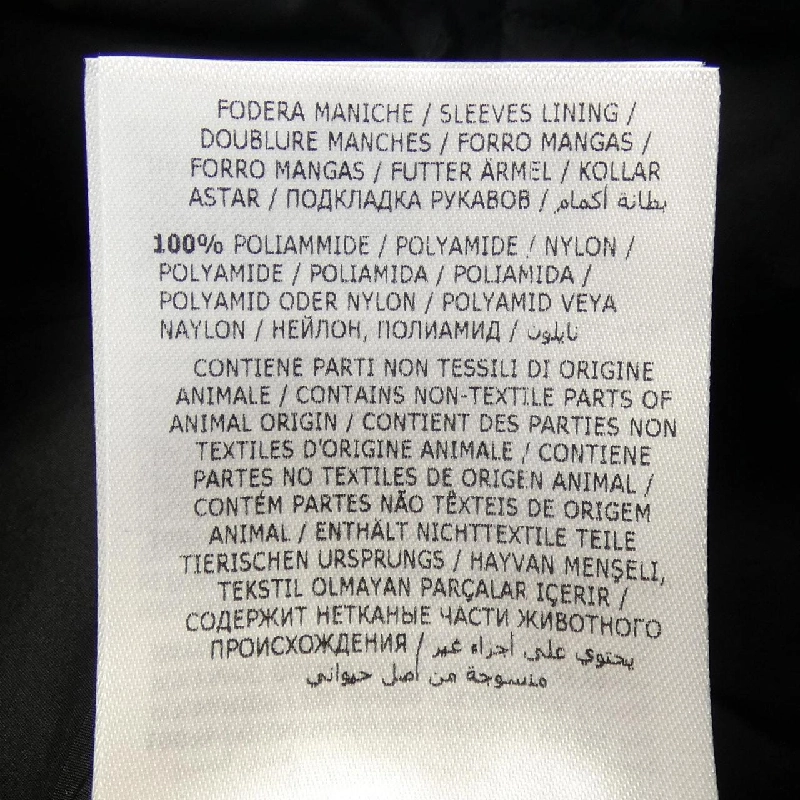 FODERA MANICHE / SLEEVES LINING /
DOUBLURE MANCHES / FORRO MANGAS /
FORRO MANGAS / FUTTER ÄRMEL / KOLLAR
ASTAR / ПОДКЛАДКА РУКАВОВ / بطانة أكمام
100% POLIAMMIDE / POLYAMIDE / NYLON /
POLYAMIDE / POLIAMIDA / POLIAMIDA /
POLYAMID ODER NYLON / POLYAMID VEYA
NAYLON / НЕЙЛОН, ПОЛИАМИД / نايلون
CONTIENE PARTI NON TESSILI DI ORIGINE
ANIMALE / CONTAINS NON-TEXTILE PARTS OF
ANIMAL ORIGIN / CONTIENT DES PARTIES NON
TEXTILES D'ORIGINE ANIMALE / CONTIENE
PARTES NO TEXTILES DE ORIGEN ANIMAL /
CONTÉM PARTES NÃO TÊXTEIS DE ORIGEM
ANIMAL / ENTHÄLT NICHTTEXTILE TEILE
TIERISCHEN URSPRUNGS / HAYVAN MENŞELİ,
TEKSTIL OLMAYAN PARÇALAR IÇERIR /
СОДЕРЖИТ НЕТКАНЫЕ ЧАСТИ ЖИВОТНОГО
ПРОИСХОЖДЕНИЯ / يحتوي على أجزاء غير
منسوجة من أصل حيواني